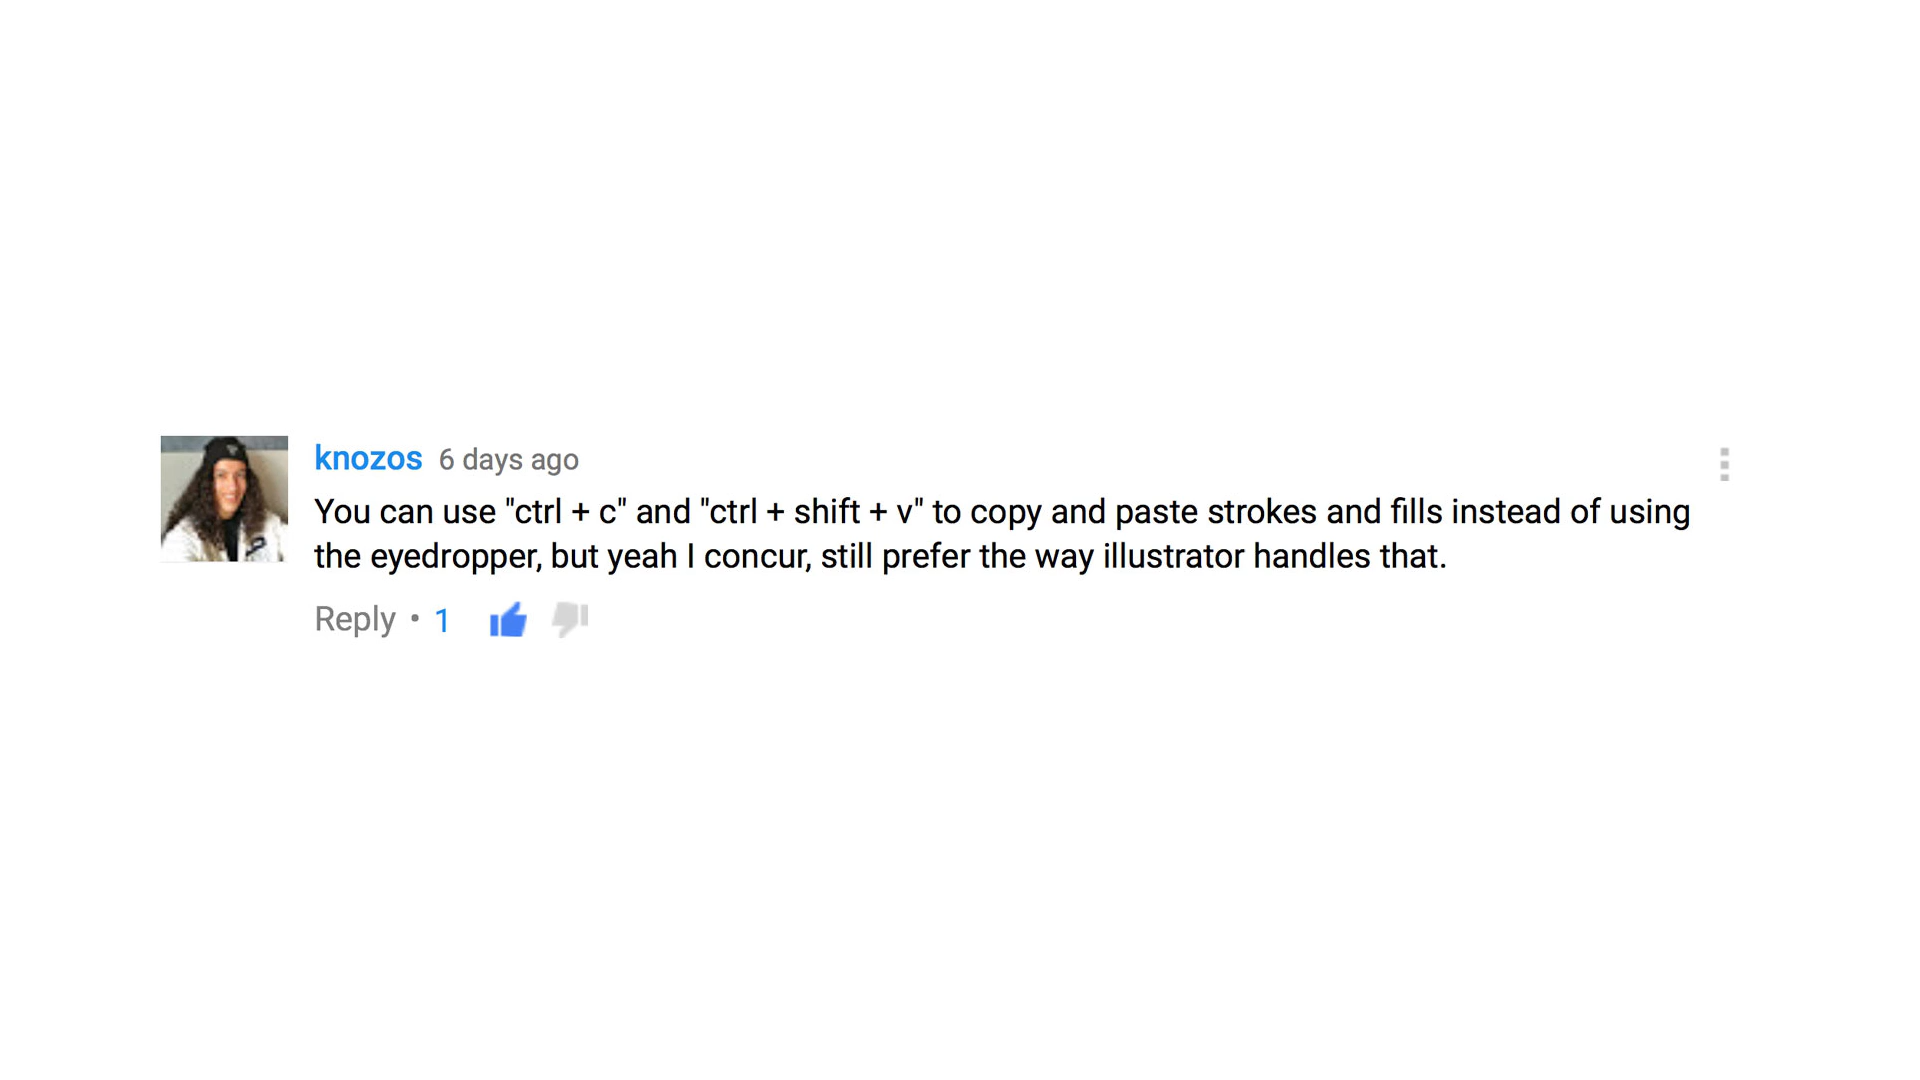 knozos 6 days ago
You can use "ctrl + c" and "ctrl + shift + v" to copy and paste strokes and fills instead of using
the eyedropper, but yeah I concur, still prefer the way illustrator handles that.
Reply • 1